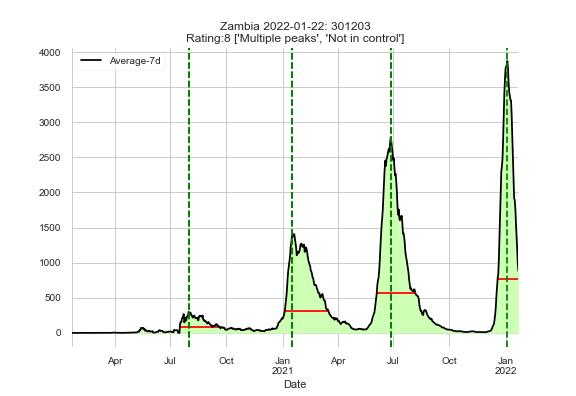 Zambia 2022-01-22: 301203
Rating:8 ['Multiple peaks', 'Not in control']
Average-7d
4000
3500
3000
2500
2000
1500
1000
500
0
Apr Jul Oct Jan Apr Jul Oct Jan
2021 2022
Date